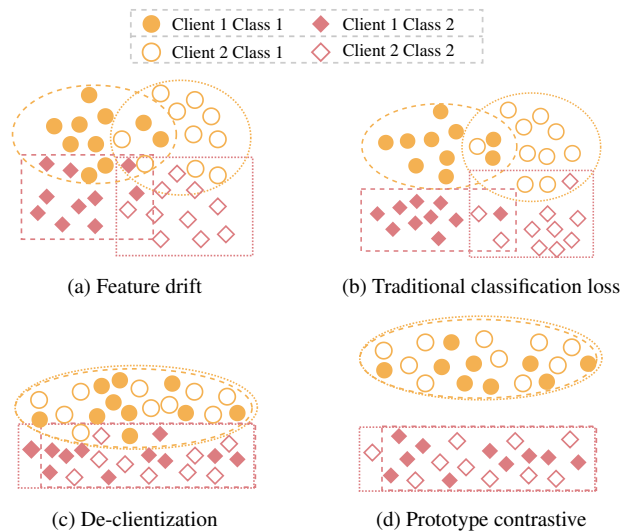 Client 1 Class 1 Client 1 Class 2
Client 2 Class 1 Client 2 Class 2
(a) Feature drift
(b) Traditional classification loss
(c) De-clientization
(d) Prototype contrastive